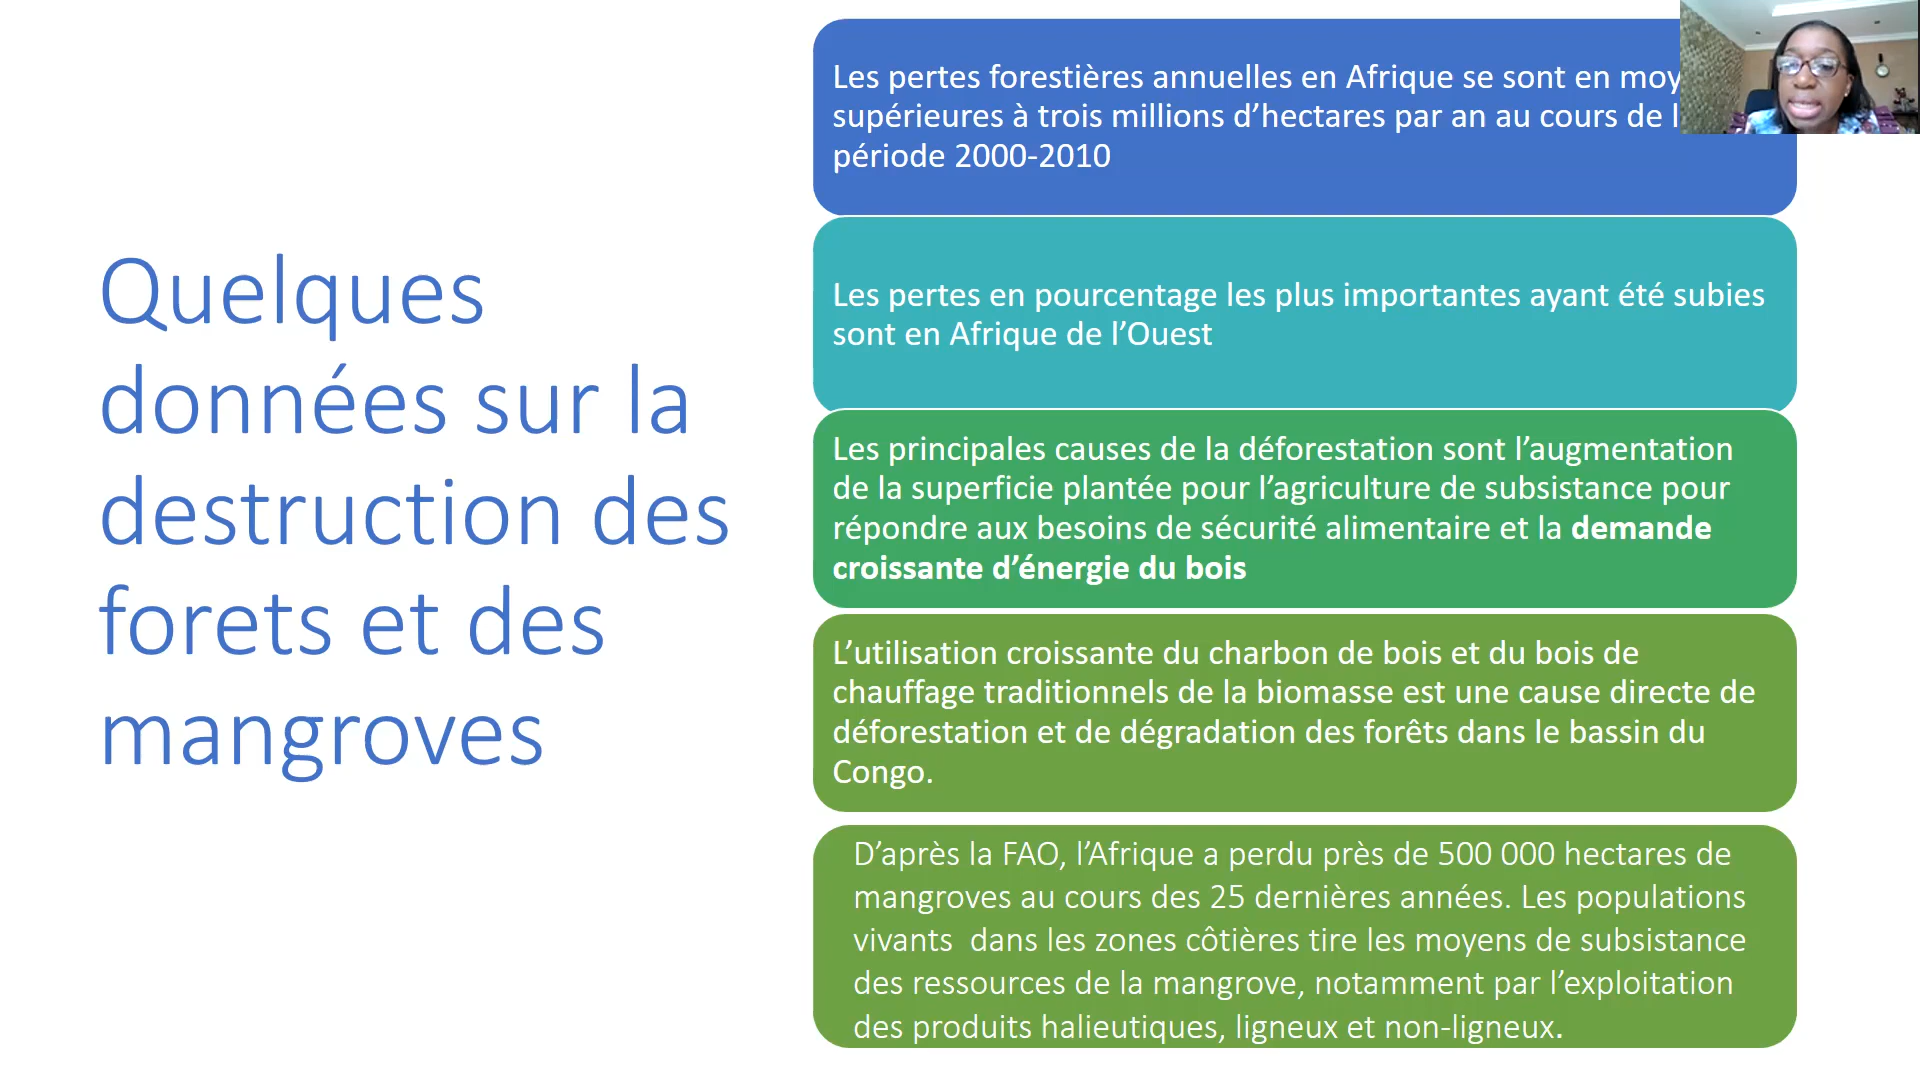 Quelques
données sur la
destruction des
forets et des
mangroves
Les pertes forestières annuelles en Afrique se sont en
supérieures à trois millions d’hectares par an au cours de
période 2000-2010
Les pertes en pourcentage les plus importantes ayant été subies
sont en Afrique de l’Ouest
Les principales causes de la déforestation sont l’augmentation
de la superficie plantée pour l’agriculture de subsistance pour
répondre aux besoins de sécurité alimentaire et la demande
croissante d’énergie du bois
L’utilisation croissante du charbon de bois et du bois de
chauffage traditionnels de la biomasse est une cause directe de
déforestation et de dégradation des forêts dans le bassin du
Congo.
D’après la FAO, l’Afrique a perdu près de 500 000 hectares de
mangroves au cours des 25 dernières années. Les populations
vivants  dans les zones côtières tire les moyens de subsistance
des ressources de la mangrove, notamment par l’exploitation
des produits halieutiques, ligneux et non-ligneux.